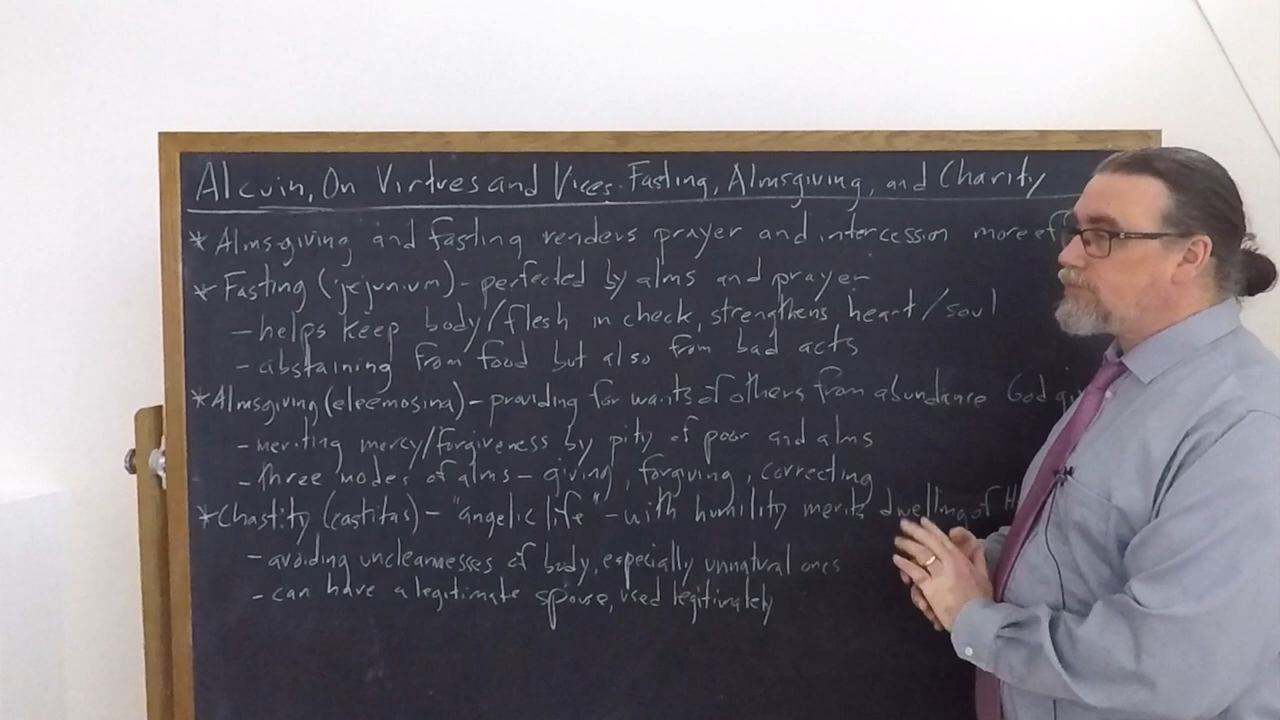 Alcuin, On Virtues and Vices. Fasting, Almsgiving, and Charity
* Almsgiving and fasting renders prayer and intercession more ef
* Fasting (jejunium) - perfected by alms and prayer
- helps keep body/flesh in check, strengthens heart/soul
- abstaining from food but also from bad acts
* Almsgiving (eleemosina) - providing for wants of others from abundance God gi
- meriting mercy/forgiveness by pity of poor and alms
- three modes of alms - giving, forgiving, correcting
* Chastity (castitas) - "angelic life" - with humility merits dwelling of H
- avoiding uncleannesses of body, especially unnatural ones
- can have a legitimate spouse, used legitimately